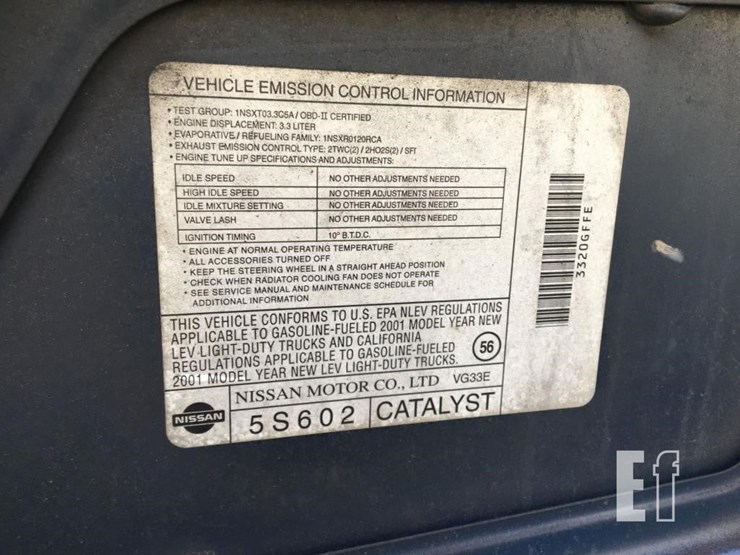 VEHICLE EMISSION CONTROL INFORMATION
• TEST GROUP: 1NSXT03.3C5A / OBD-II CERTIFIED
• ENGINE DISPLACEMENT: 3.3 LITER
• EVAPORATIVE / REFUELING FAMILY: 1NSXR0120RCA
• EXHAUST EMISSION CONTROL TYPE: 2TWC(2) / 2HO2S(2) / SFI
• ENGINE TUNE UP SPECIFICATIONS AND ADJUSTMENTS:
IDLE SPEED NO OTHER ADJUSTMENTS NEEDED
HIGH IDLE SPEED NO OTHER ADJUSTMENTS NEEDED
IDLE MIXTURE SETTING NO OTHER ADJUSTMENTS NEEDED
VALVE LASH NO OTHER ADJUSTMENTS NEEDED
IGNITION TIMING 10° B.T.D.C.
• ENGINE AT NORMAL OPERATING TEMPERATURE
• ALL ACCESSORIES TURNED OFF
• KEEP THE STEERING WHEEL IN A STRAIGHT AHEAD POSITION
• CHECK WHEN RADIATOR COOLING FAN DOES NOT OPERATE
• SEE SERVICE MANUAL AND MAINTENANCE SCHEDULE FOR
ADDITIONAL INFORMATION
THIS VEHICLE CONFORMS TO U.S. EPA NLEV REGULATIONS
APPLICABLE TO GASOLINE-FUELED 2001 MODEL YEAR NEW
LEV LIGHT-DUTY TRUCKS AND CALIFORNIA
REGULATIONS APPLICABLE TO GASOLINE-FUELED
2001 MODEL YEAR NEW LEV LIGHT-DUTY TRUCKS.
56
NISSAN MOTOR CO., LTD VG33E
NISSAN
5S602 CATALYST
3320GFFE
Ef